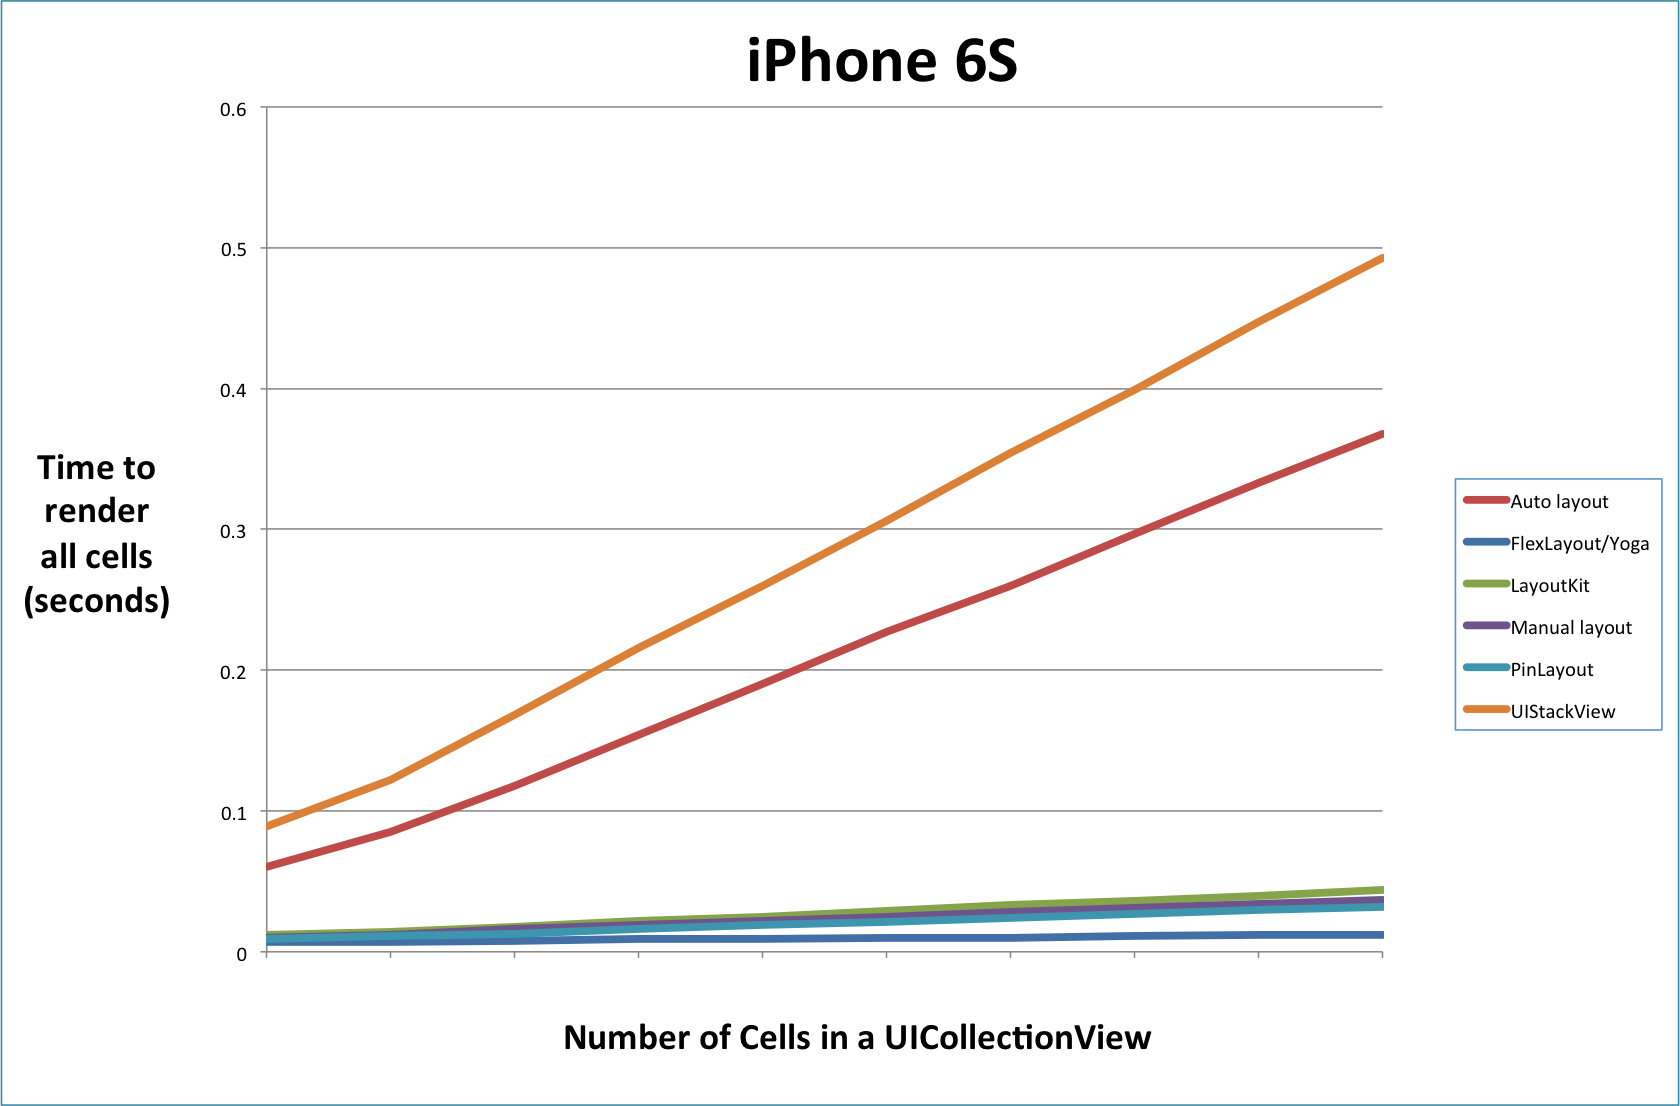 iPhone 6S
0.6
0.5
0.4
0.3
0.2
0.1
0
Time to
render
all cells
(seconds)
Auto layout
FlexLayout/Yoga
LayoutKit
Manual layout
PinLayout
UIStackView
Number of Cells in a UICollectionView